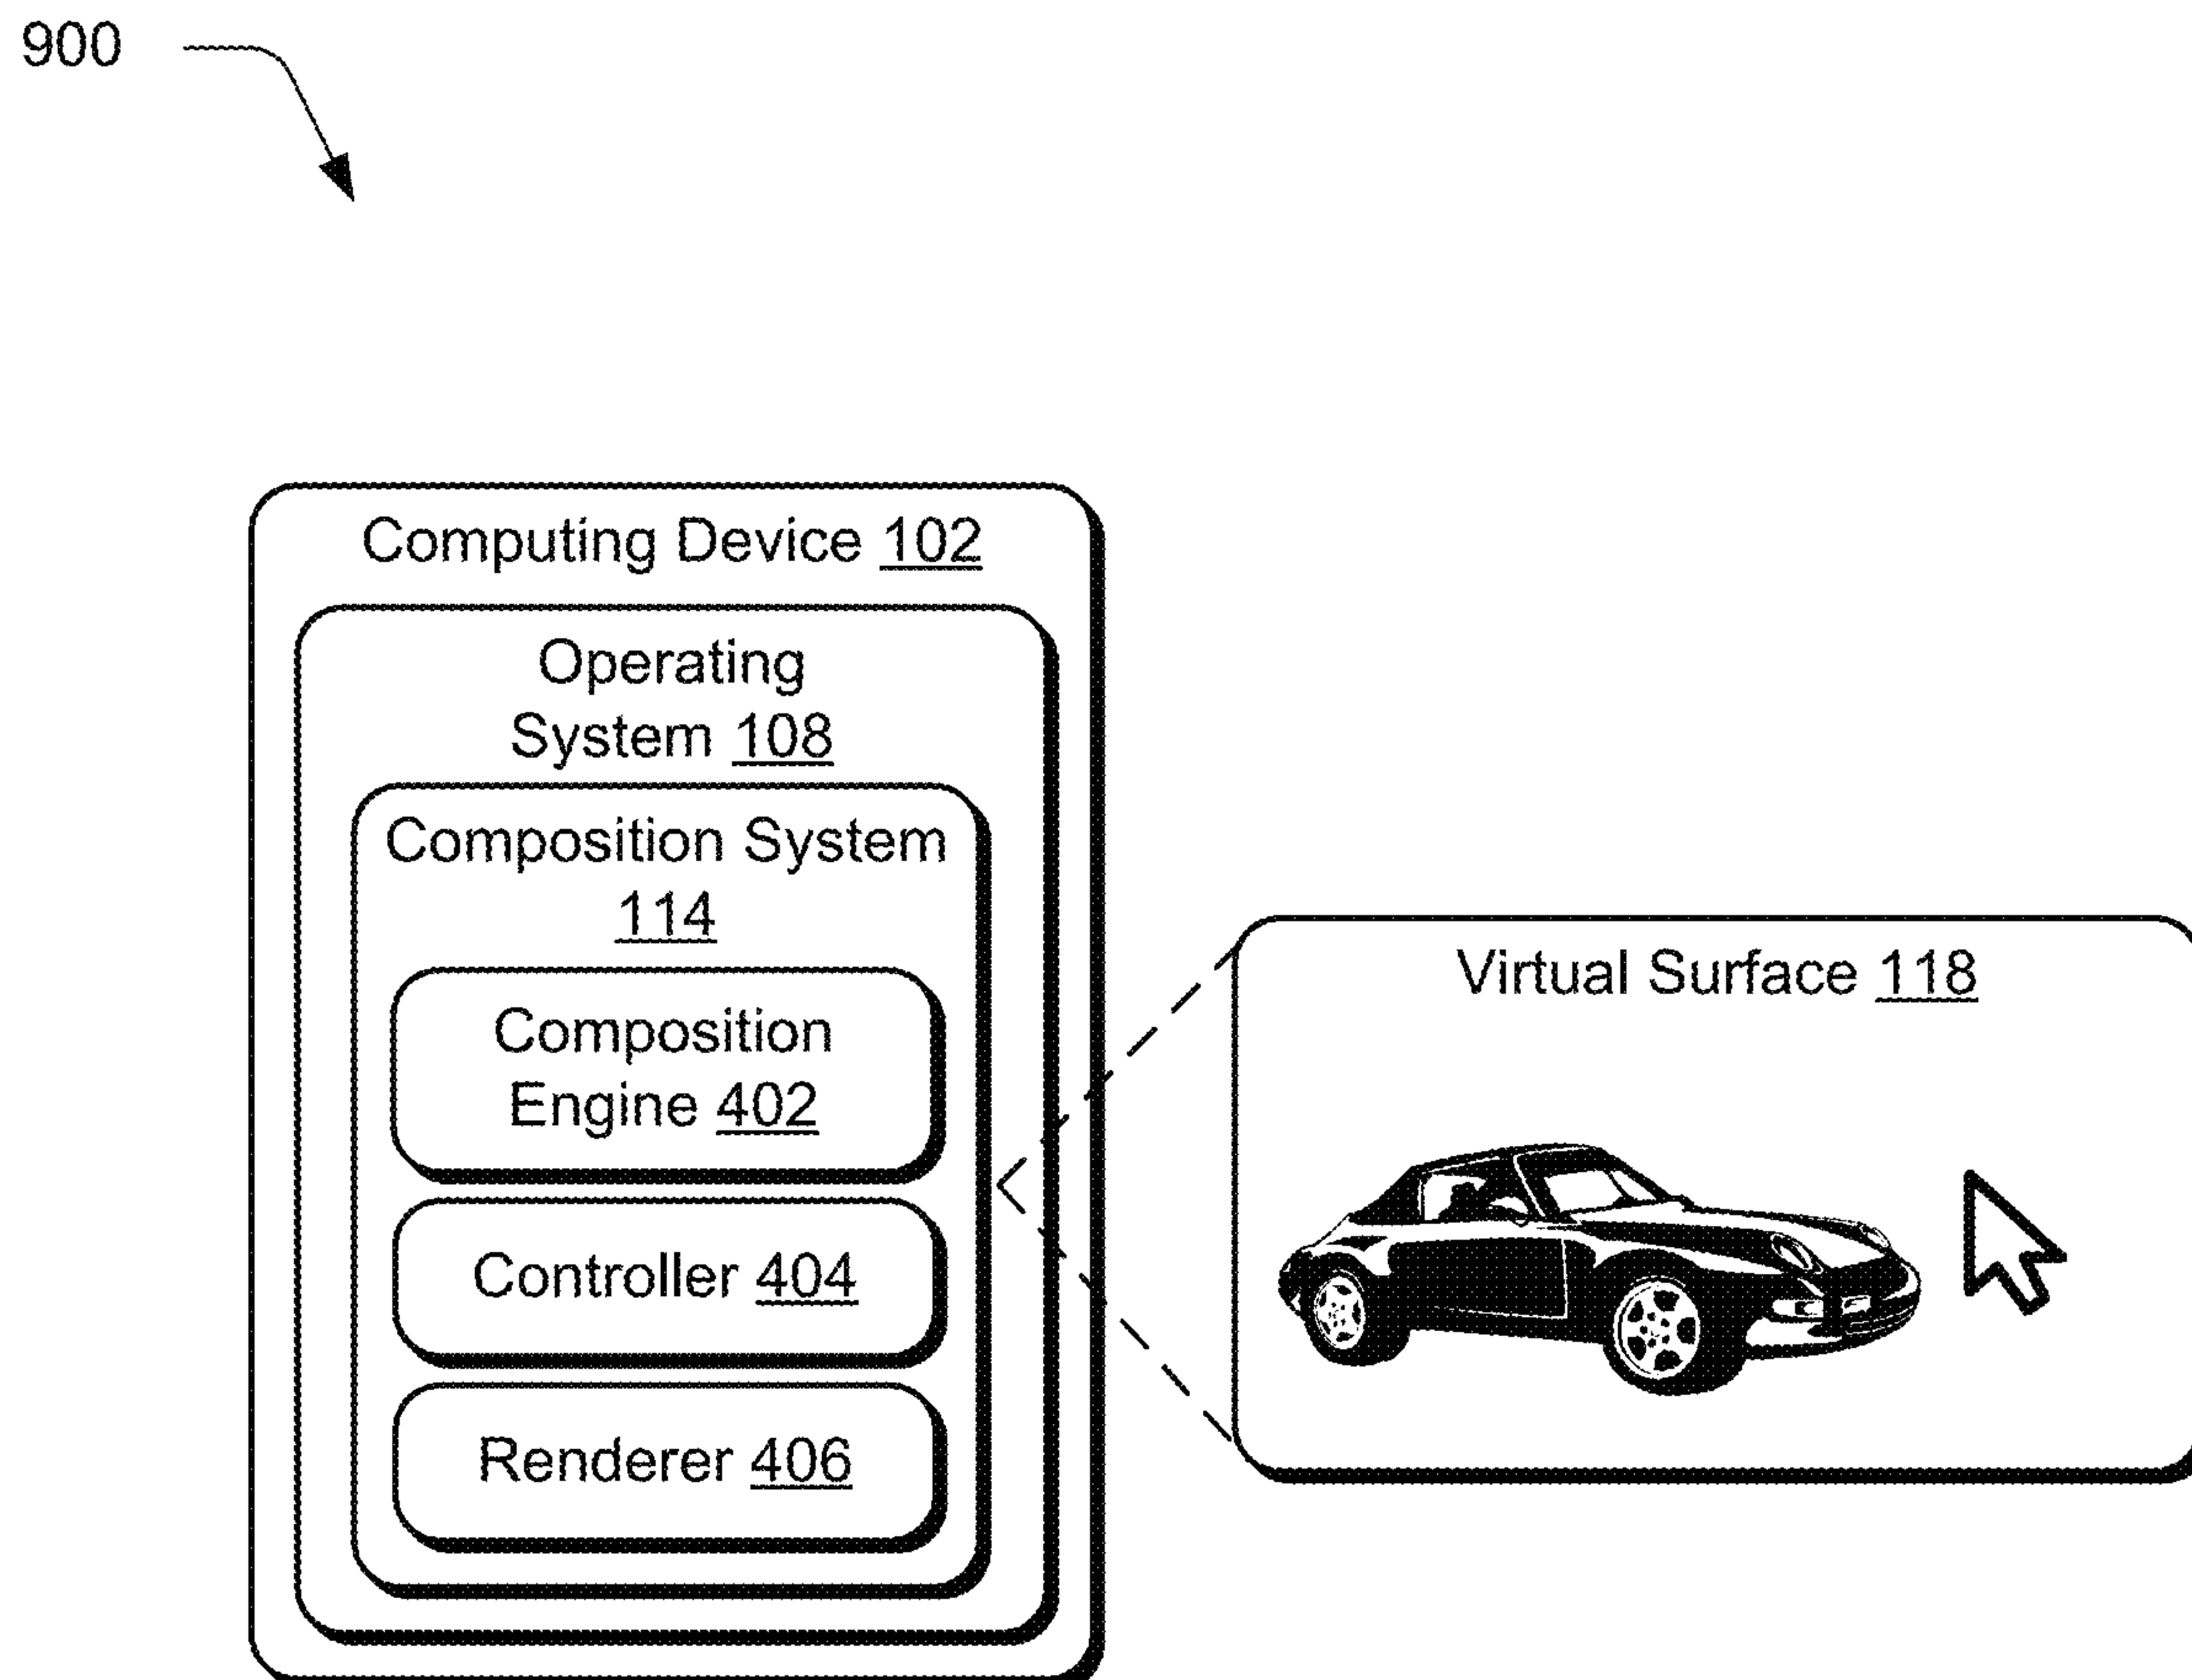 900
Computing Device 102
Operating
System 108
Composition System
114
Composition
Engine 402
Controller 404
Renderer 406
Virtual Surface 118